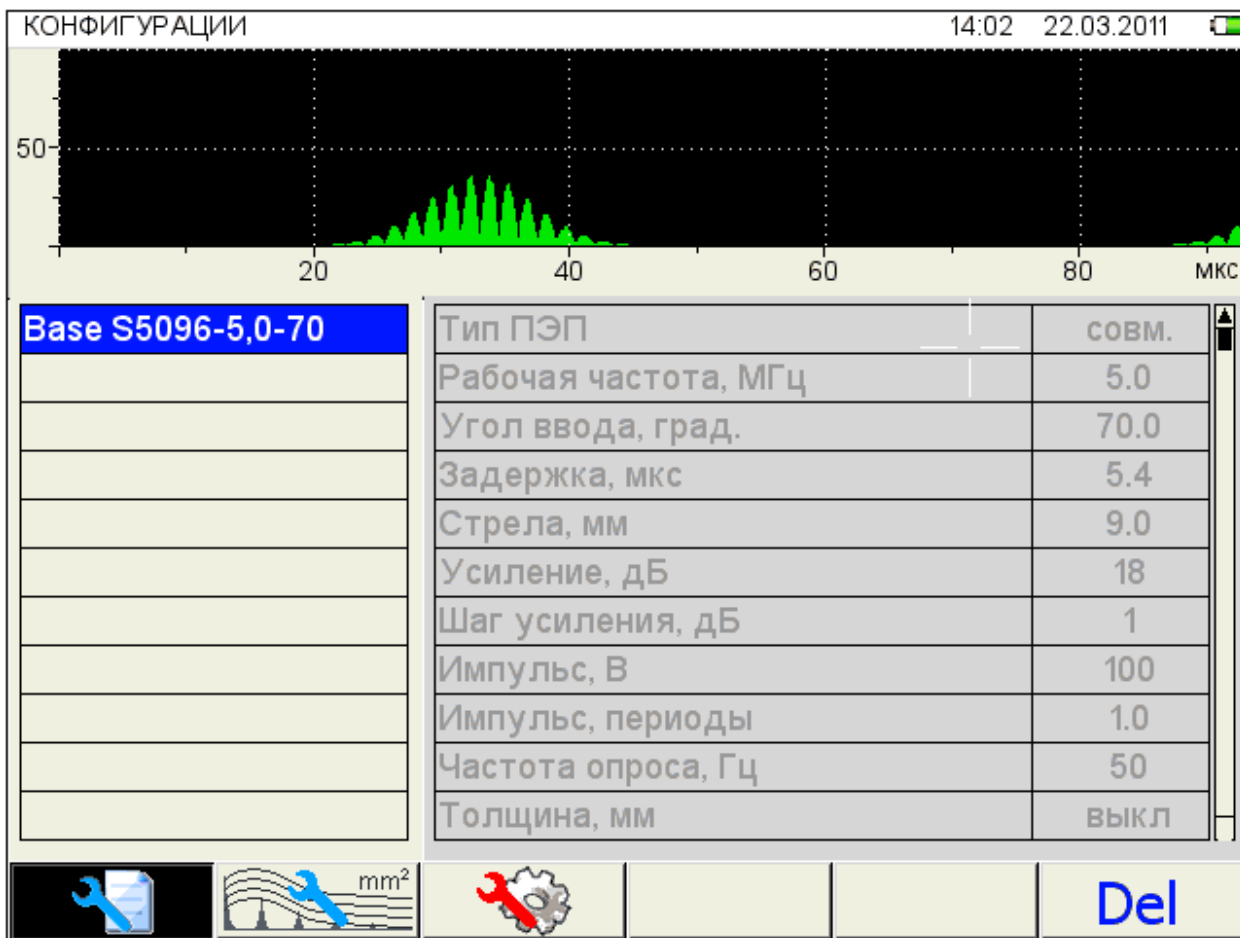 КОНФИГУРАЦИИ 14:02 22.03.2011
50
20 40 60 80 мкс
Base S5096-5,0-70
Тип ПЭП совм.
Рабочая частота, МГц 5.0
Угол ввода, град. 70.0
Задержка, мкс 5.4
Стрела, мм 9.0
Усиление, дБ 18
Шаг усиления, дБ 1
Импульс, В 100
Импульс, периоды 1.0
Частота опроса, Гц 50
Толщина, мм выкл
mm²
Del